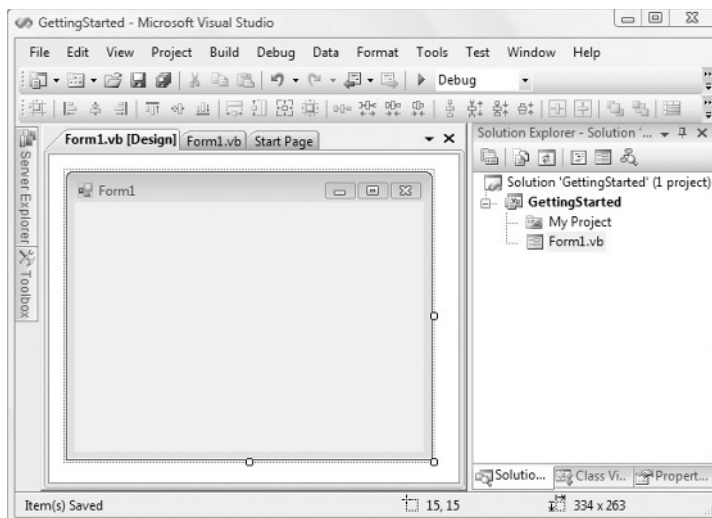 GettingStarted - Microsoft Visual Studio
File Edit View Project Build Debug Data Format Tools Test Window Help
Debug
Form1.vb [Design] Form1.vb Start Page
Solution Explorer - Solution '...
Server Explorer
Toolbox
Form1
Solution 'GettingStarted' (1 project)
GettingStarted
My Project
Form1.vb
Solutio... Class Vi... Propert...
Item(s) Saved 15, 15 334 x 263